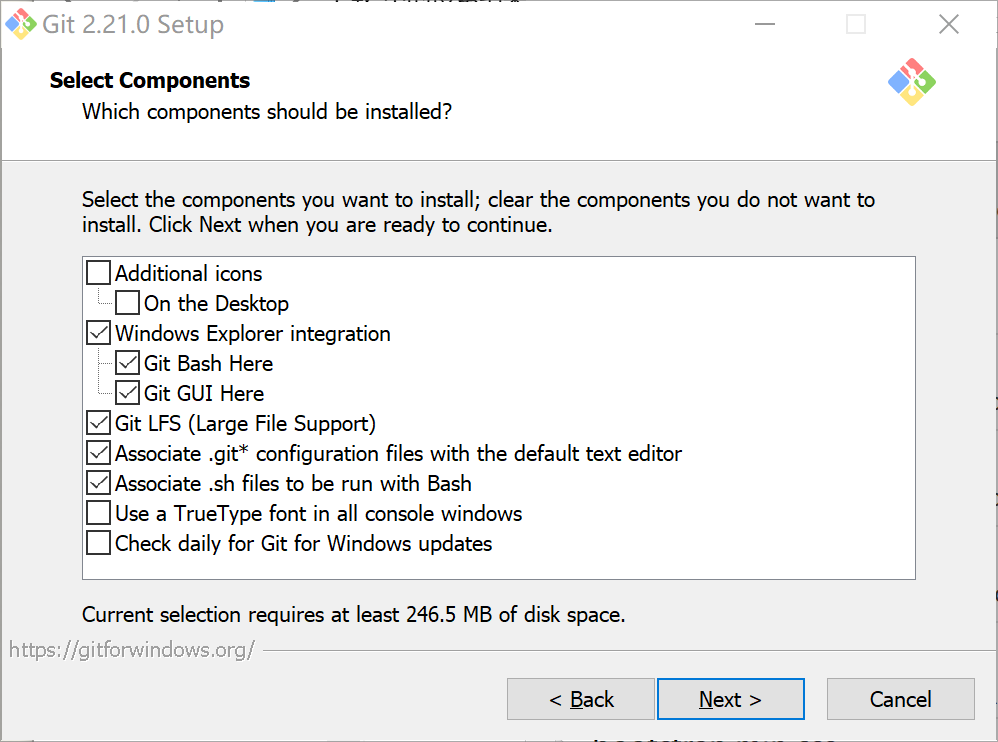 Git 2.21.0 Setup
Select Components
Which components should be installed?
Select the components you want to install; clear the components you do not want to
install. Click Next when you are ready to continue.
Additional icons
On the Desktop
Windows Explorer integration
Git Bash Here
Git GUI Here
Git LFS (Large File Support)
Associate .git* configuration files with the default text editor
Associate .sh files to be run with Bash
Use a TrueType font in all console windows
Check daily for Git for Windows updates
Current selection requires at least 246.5 MB of disk space.
https://gitforwindows.org/
< Back
Next >
Cancel